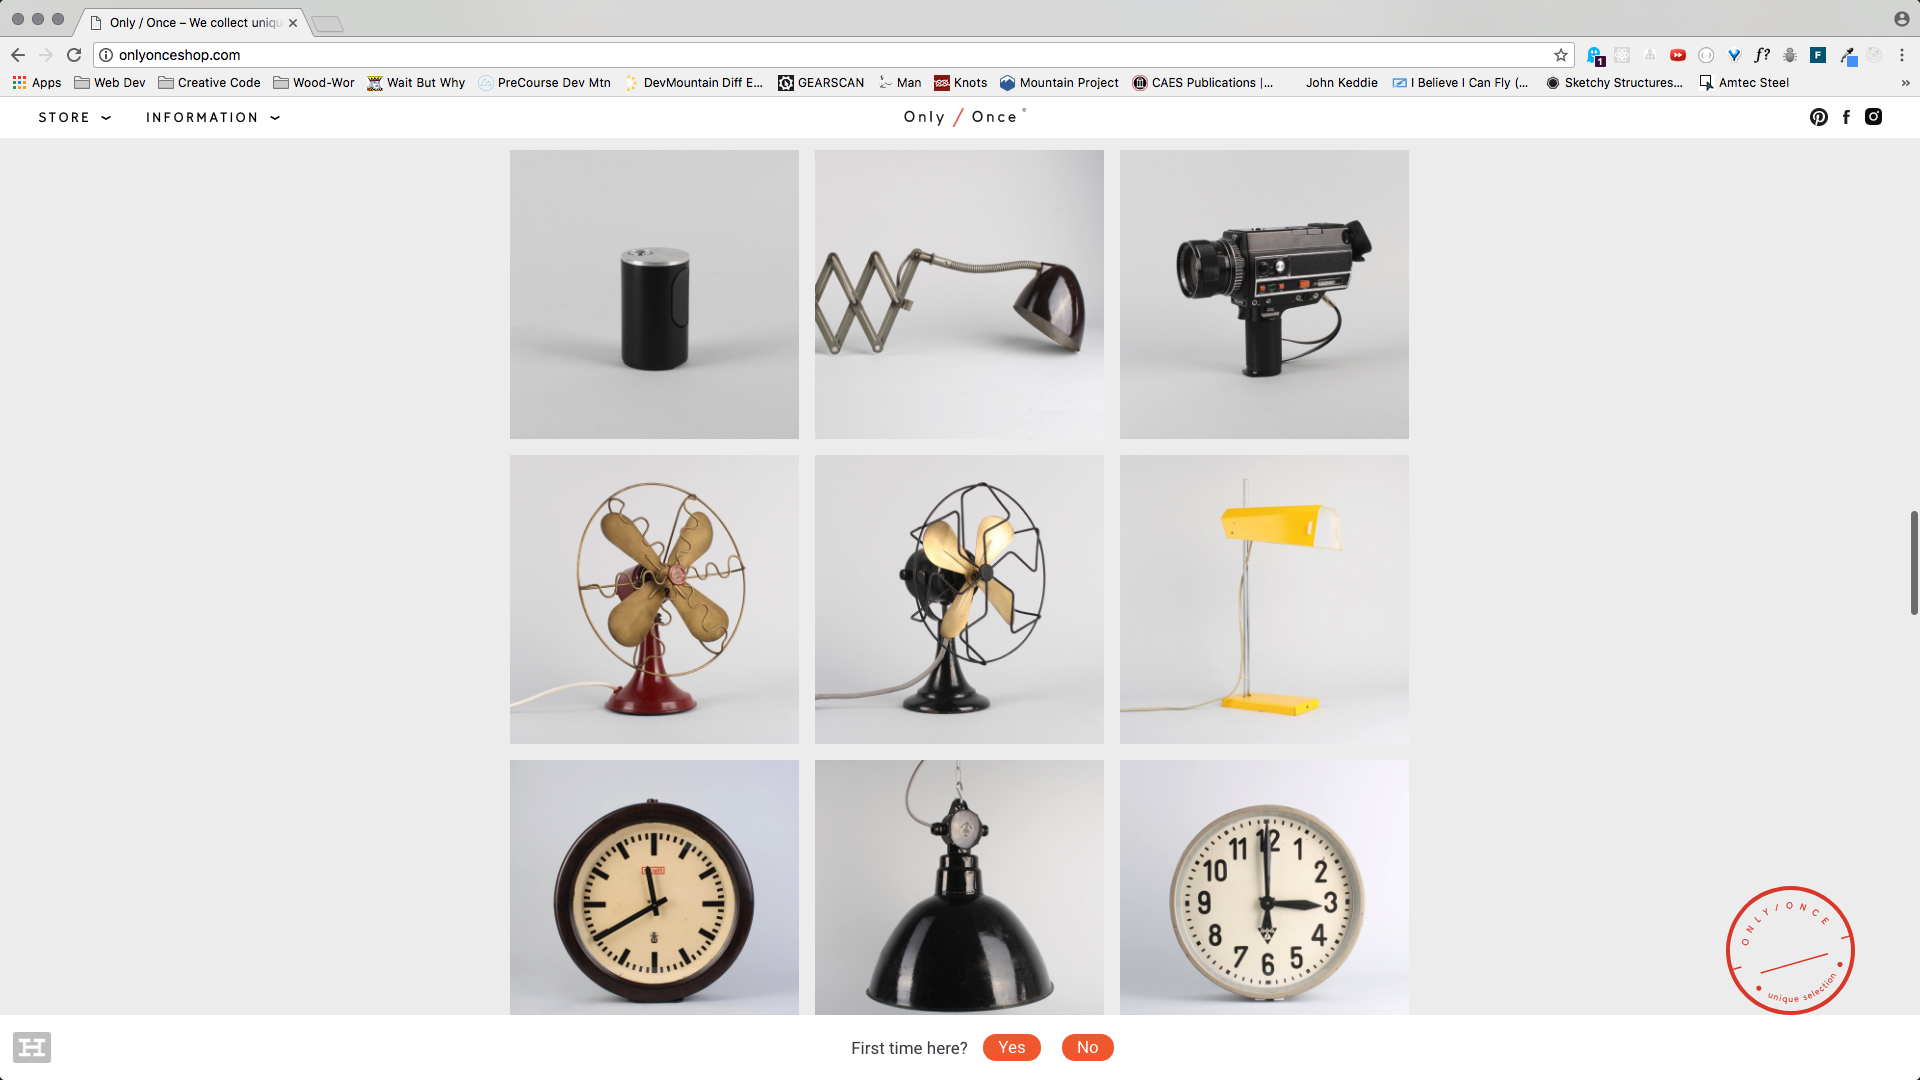 Only / Once – We collect uniqu
onlyonceshop.com
1
f?
F
Apps
Web Dev
Creative Code
Wood-Wor
Wait But Why
PreCourse Dev Mtn
DevMountain Diff E...
GEARSCAN
Man
Knots
Mountain Project
CAES Publications |...
John Keddie
I Believe I Can Fly (...
Sketchy Structures...
Amtec Steel
»
STORE
INFORMATION
Only / Once
12
1
2
3
4
5
6
7
8
9
10
11
ONLY/ONCE
unique selection
H
First time here?
Yes
No